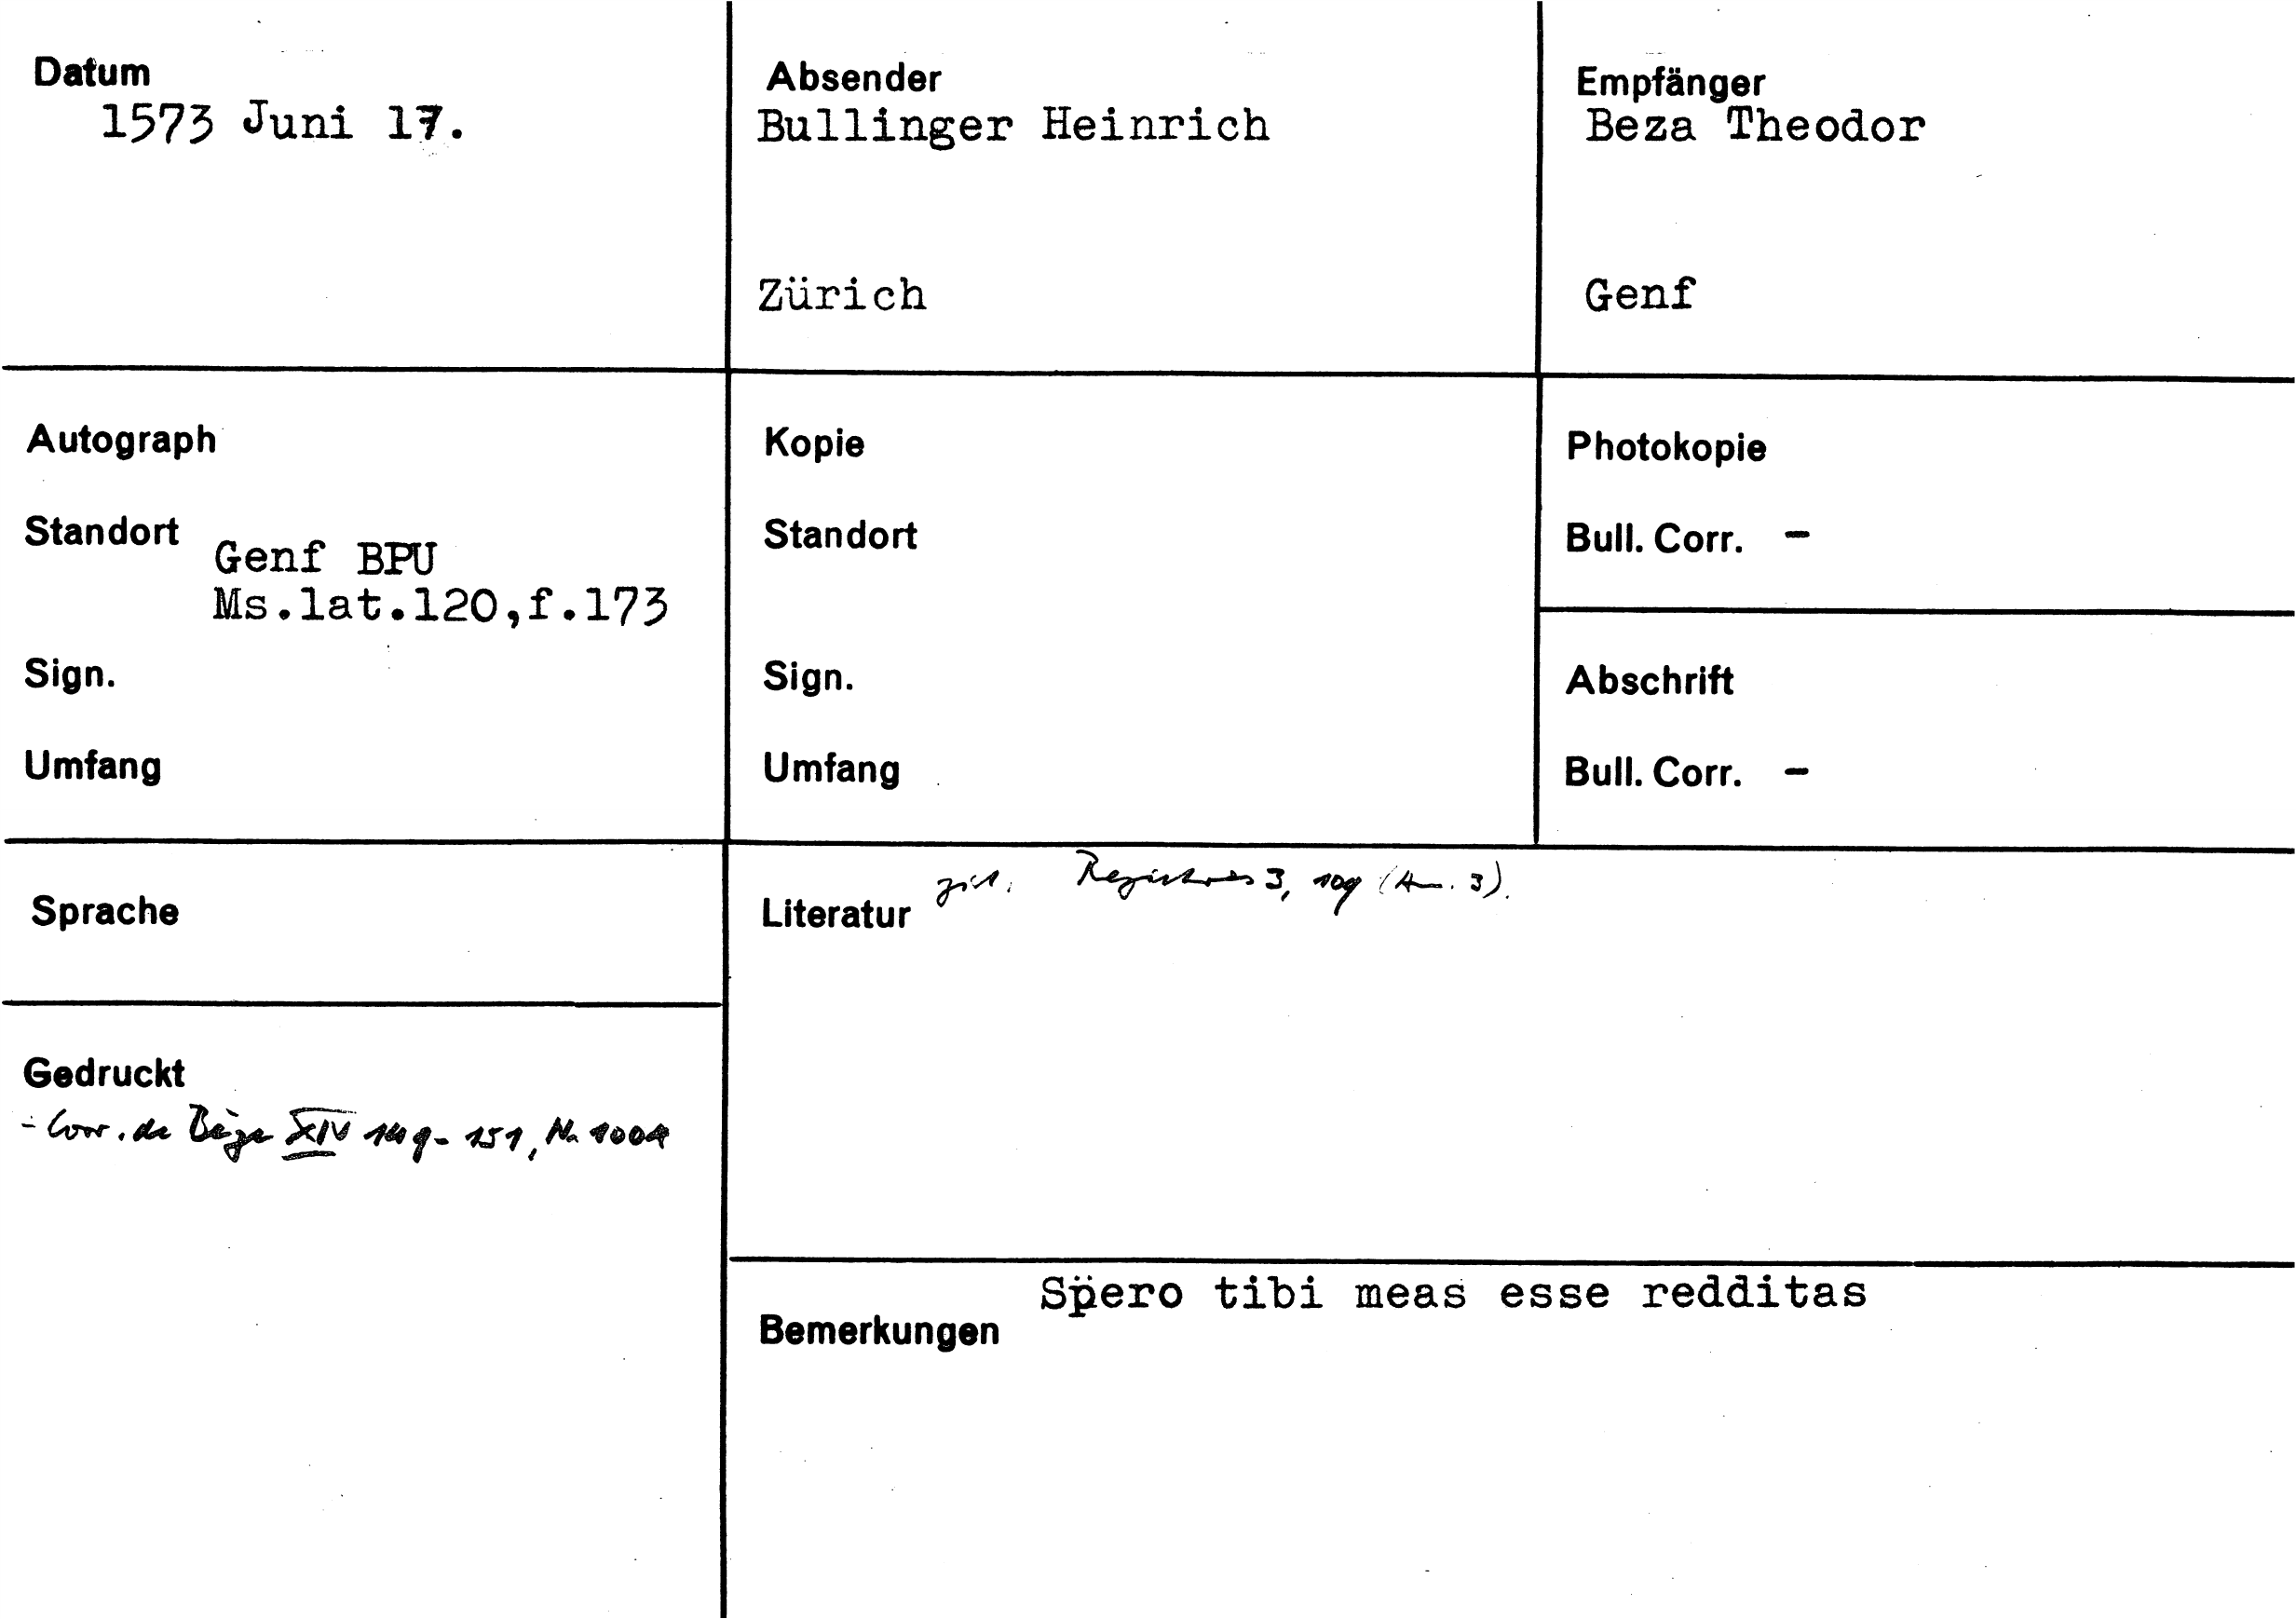 Datum
1573 Juni 17.
Absender
Bullinger Heinrich
Zürich
Empfänger
Beza Theodor
Genf
Autograph
Standort
Genf BPU
Ms.lat.120,f.173
Sign.
Umfang
Kopie
Standort
Sign.
Umfang
Photokopie
Bull. Corr. -
Abschrift
Bull. Corr. -
Sprache
Gedruckt
- Corr. de Bèze XIV 149-151, No 1004
Literatur
zit. Registres 3, 109 (Anm. 3).
Bemerkungen
Spero tibi meas esse redditas